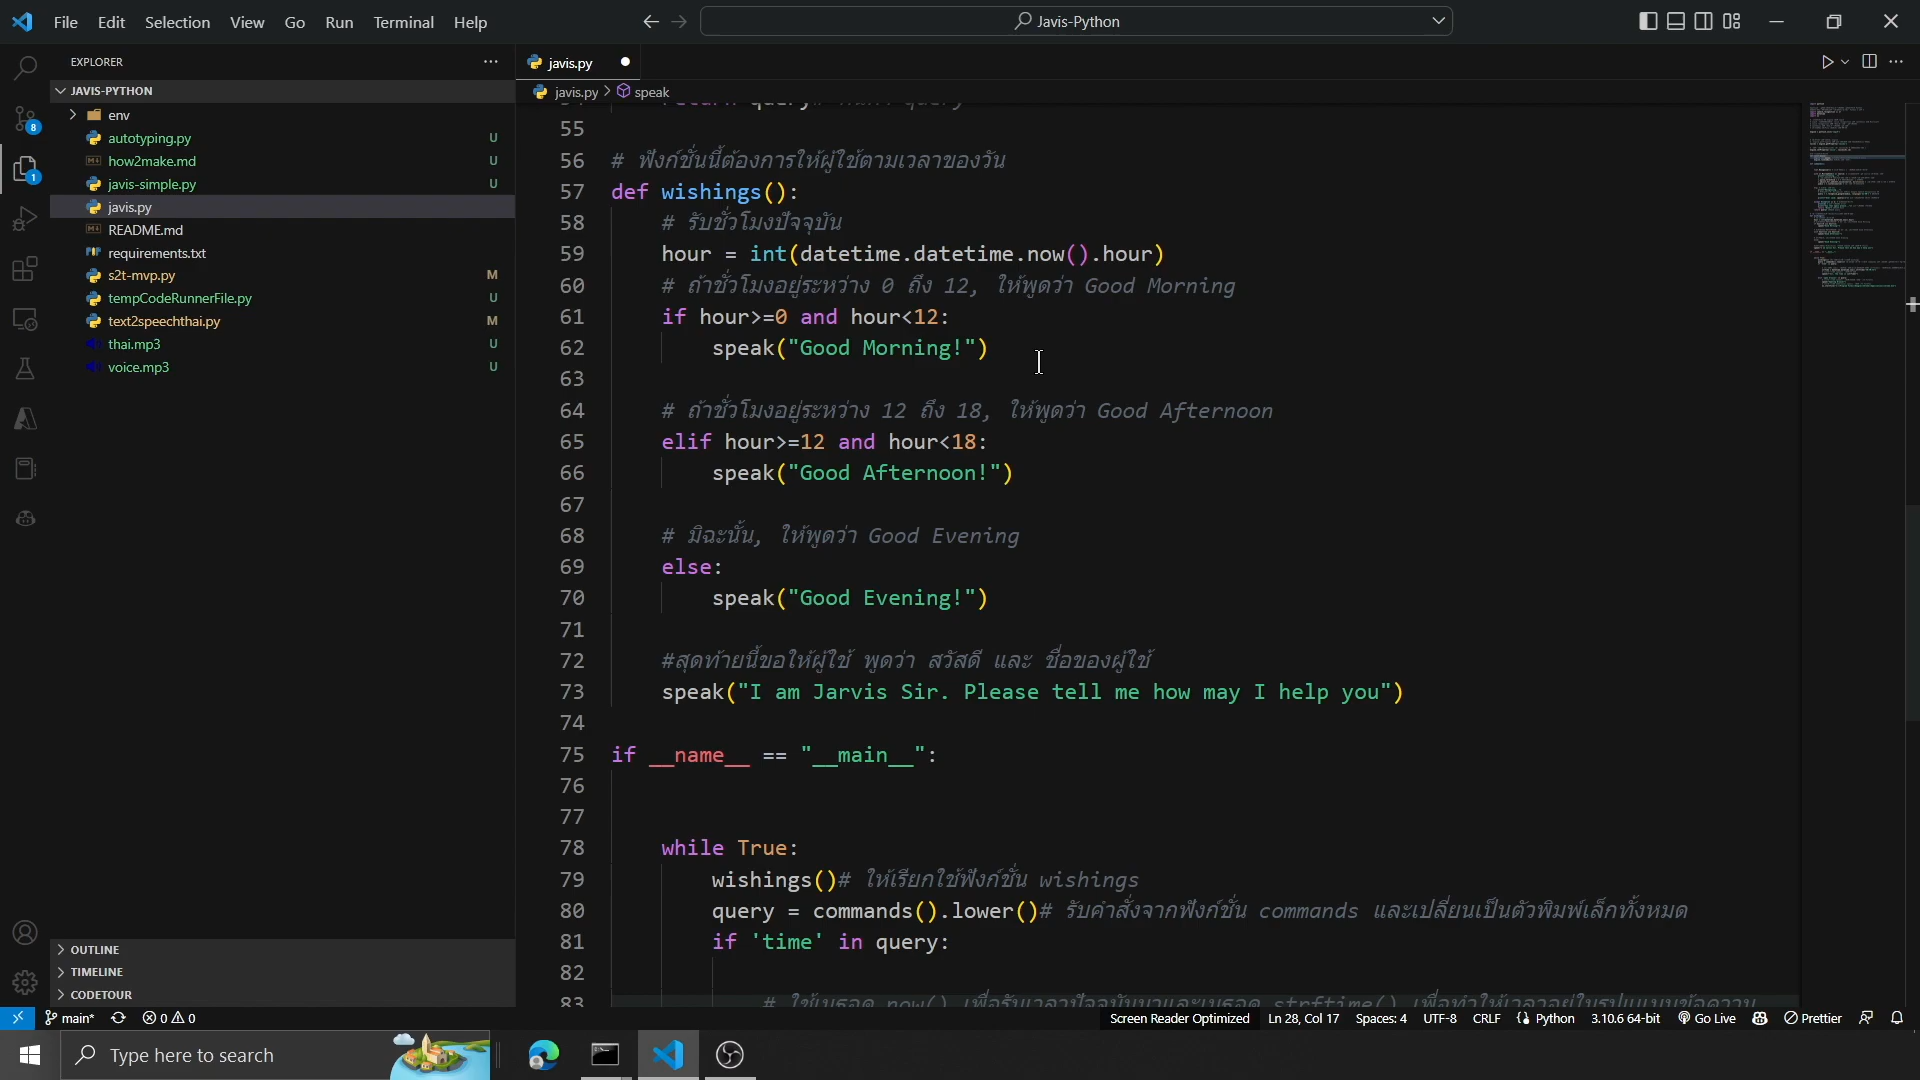 File Edit Selection View Go Run Terminal Help
Javis-Python
EXPLORER
JAVIS-PYTHON
env
autotyping.py U
how2make.md U
javis-simple.py U
javis.py
README.md
requirements.txt
s2t-mvp.py M
tempCodeRunnerFile.py U
text2speechthai.py M
thai.mp3 U
voice.mp3 U
OUTLINE
TIMELINE
CODETOUR
8
1
javis.py
javis.py > speak
55
56 # ฟังก์ชั่นนี้ต้องการให้ผู้ใช้ตามเวลาของวัน
57 def wishings():
58 # รับชั่วโมงปัจจุบัน
59 hour = int(datetime.datetime.now().hour)
60 # ถ้าชั่วโมงอยู่ระหว่าง 0 ถึง 12, ให้พูดว่า Good Morning
61 if hour>=0 and hour<12:
62 speak("Good Morning!")
63
64 # ถ้าชั่วโมงอยู่ระหว่าง 12 ถึง 18, ให้พูดว่า Good Afternoon
65 elif hour>=12 and hour<18:
66 speak("Good Afternoon!")
67
68 # มิฉะนั้น, ให้พูดว่า Good Evening
69 else:
70 speak("Good Evening!")
71
72 #สุดท้ายนี้ขอให้ผู้ใช้ พูดว่า สวัสดี และ ชื่อของผู้ใช้
73 speak("I am Jarvis Sir. Please tell me how may I help you")
74
75 if __name__ == "__main__":
76
77
78 while True:
79 wishings()# ให้เรียกใช้ฟังก์ชั่น wishings
80 query = commands().lower()# รับคำสั่งจากฟังก์ชั่น commands และเปลี่ยนเป็นตัวพิมพ์เล็กทั้งหมด
81 if 'time' in query:
82
83 # ใช้เมธอด now() เพื่อรับเวลาปัจจุบันมาและเมธอด strftime() เพื่อทำให้เวลาอยู่ในรูปแบบข้อความ
main* 0 0 Screen Reader Optimized Ln 28, Col 17 Spaces: 4 UTF-8 CRLF Python 3.10.6 64-bit Go Live Prettier
Type here to search